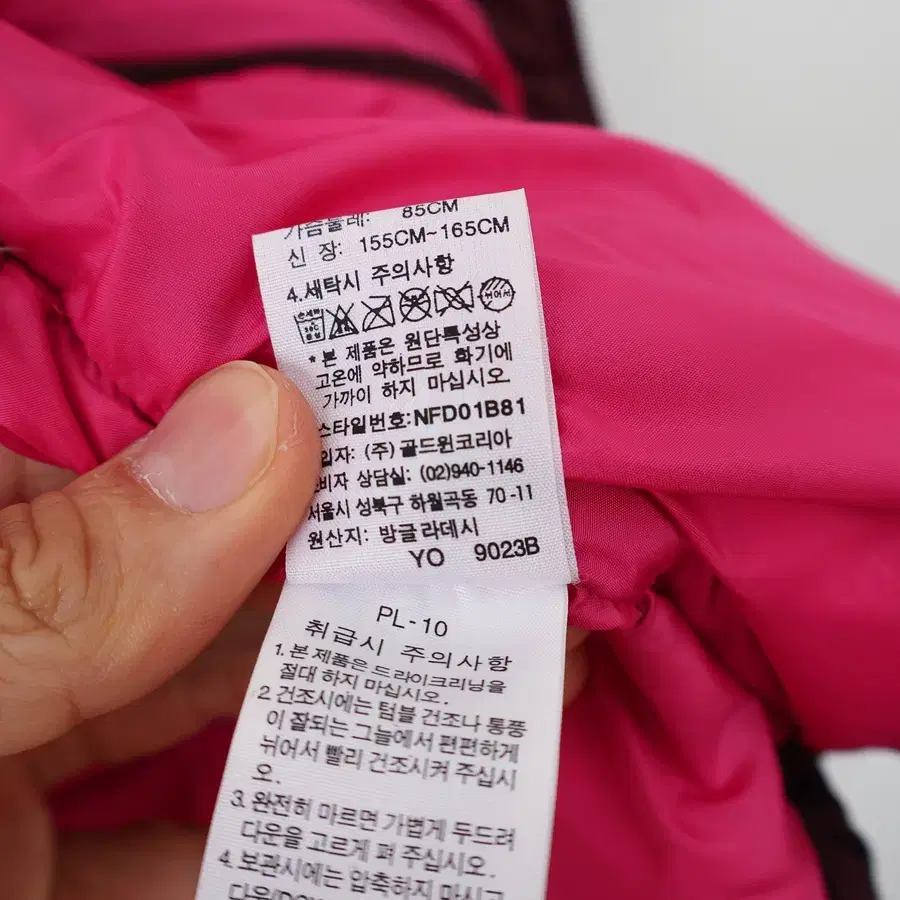 가슴둘레: 85CM
신 장: 155CM~165CM
4.세탁시 주의사항
손세탁 30℃ 중성 뉘어서
*본 제품은 원단특성상
고온에 약하므로 화기에
가까이 하지 마십시오
스타일번호:NFD01B81
입자: (주)골드윈코리아
비자 상담실: (02)940-1146
서울시 성북구 하월곡동 70-11
원산지: 방글라데시
YO 9023B
PL-10
취급시 주의사항
1. 본 제품은드라이크리닝을
절대 하지 마십시오.
2 건조시에는 텀블 건조나 통풍
이 잘되는 그늘에서 편편하게
뉘어서 빨리 건조시켜 주십시
오.
3. 완전히 마르면 가볍게 두드려
다운을 고르게 펴 주십시오.
4. 보관시에는 압축하지 마시고